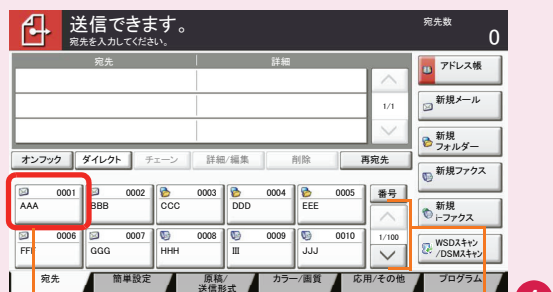 送信できます。
宛先を入力してください。
宛先数
0
宛先 詳細
1/1
アドレス帳
新規メール
新規
フォルダー
新規ファクス
新規
i-ファクス
WSDスキャン
/DSMスキャン
オンフック ダイレクト チェーン 詳細/編集 削除 再宛先
0001 0002 0003 0004 0005 番号
AAA BBB CCC DDD EEE
0006 0007 0008 0009 0010 1/100
FFF GGG HHH III JJJ
宛先 簡単設定 原稿/
送信形式 カラー/画質 応用/その他 プログラム